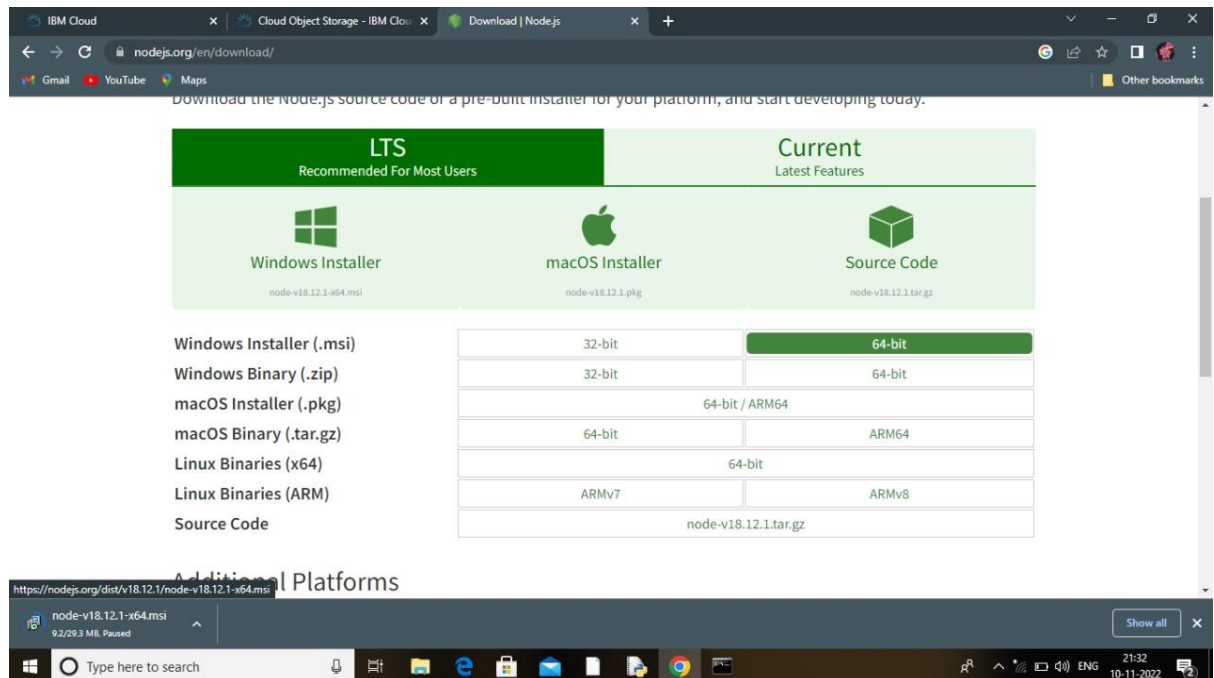 IBM Cloud
Cloud Object Storage - IBM Clou
Download | Node.js
nodejs.org/en/download/
Gmail YouTube Maps Other bookmarks
Download the Node.js source code or a pre-built installer for your platform, and start developing today.
LTS
Recommended For Most Users
Current
Latest Features
Windows Installer
node-v18.12.1-x64.msi
macOS Installer
node-v18.12.1.pkg
Source Code
node-v18.12.1.tar.gz
Windows Installer (.msi) 32-bit 64-bit
Windows Binary (.zip) 32-bit 64-bit
macOS Installer (.pkg) 64-bit / ARM64
macOS Binary (.tar.gz) 64-bit ARM64
Linux Binaries (x64) 64-bit
Linux Binaries (ARM) ARMv7 ARMv8
Source Code node-v18.12.1.tar.gz
Additional Platforms
https://nodejs.org/dist/v18.12.1/node-v18.12.1-x64.msi
node-v18.12.1-x64.msi
9.2/29.3 MB, Paused
Show all
Type here to search
ENG
21:32
10-11-2022
2